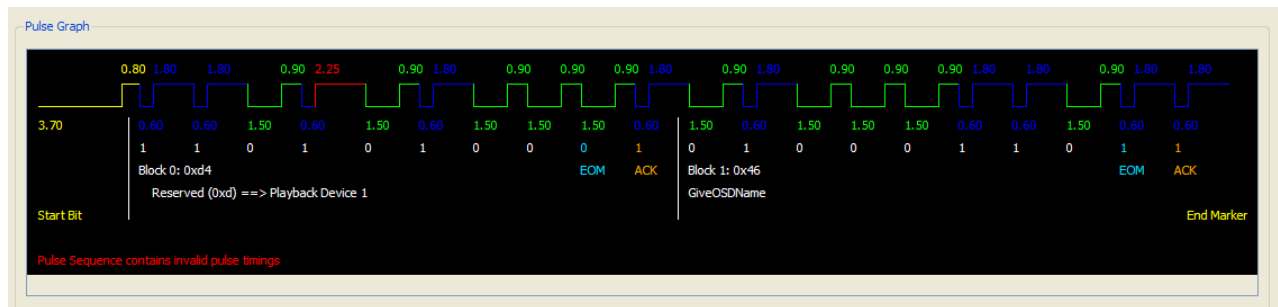 Pulse Graph
0.80 1.80 1.80 0.90 2.25 0.90 1.80 0.90 0.90 0.90 1.80 0.90 1.80 0.90 0.90 0.90 1.80 1.80 0.90 1.80 1.80
3.70 0.60 0.60 1.50 0.60 1.50 0.60 1.50 1.50 1.50 0.60 1.50 0.60 1.50 1.50 1.50 0.60 0.60 1.50 0.60 0.60
1 1 0 1 0 1 0 0 0 1 0 1 0 0 0 1 1 0 1 1
Block 0: 0xd4 EOM ACK Block 1: 0x46 EOM ACK
Reserved (0xd) ==> Playback Device 1 GiveOSDName
Start Bit End Marker
Pulse Sequence contains invalid pulse timings